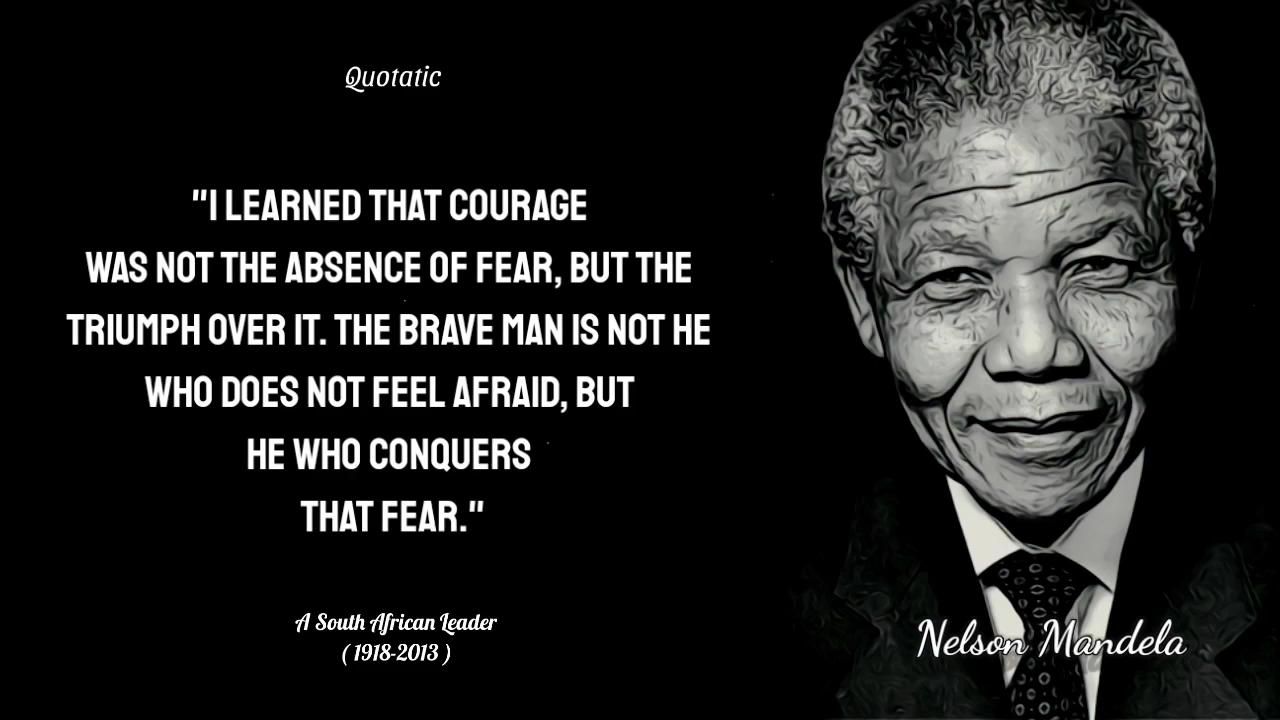 Quotatic
"I LEARNED THAT COURAGE
WAS NOT THE ABSENCE OF FEAR, BUT THE
TRIUMPH OVER IT. THE BRAVE MAN IS NOT HE
WHO DOES NOT FEEL AFRAID, BUT
HE WHO CONQUERS
THAT FEAR."
A South African Leader
( 1918-2013 )
Nelson Mandela